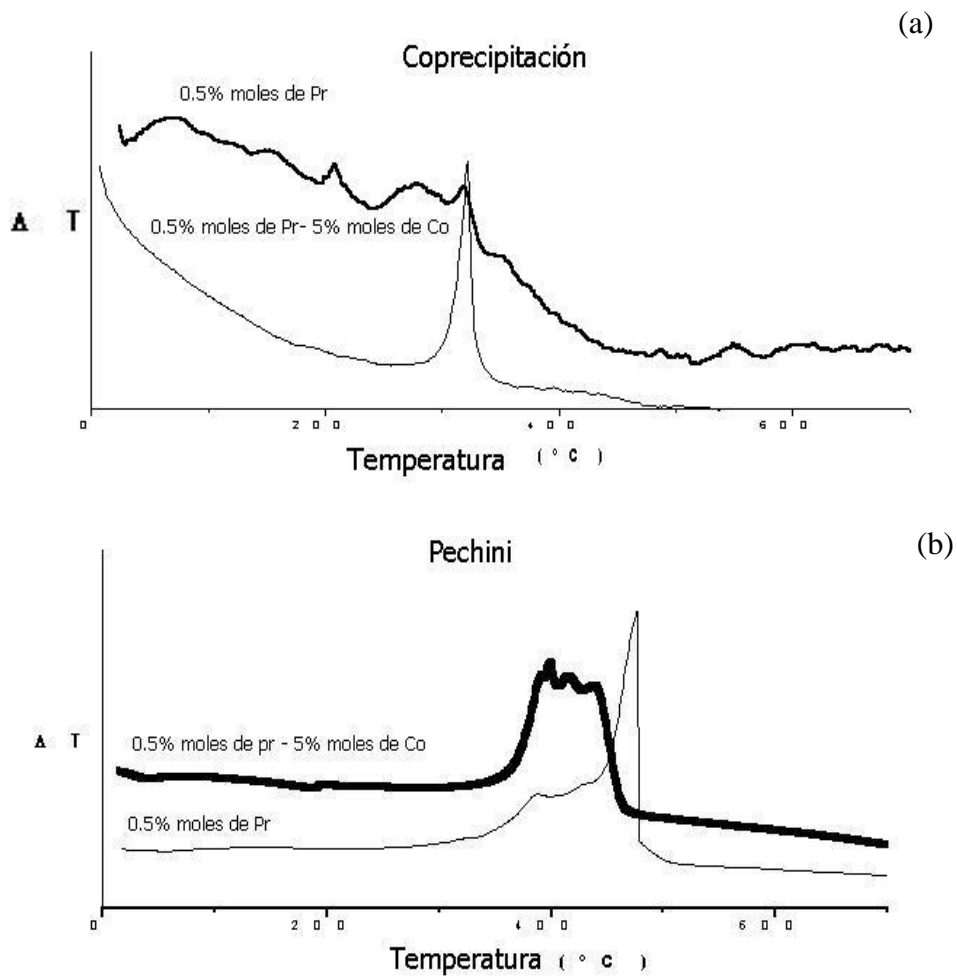 (a)
Coprecipitación
0.5% moles de Pr
Δ T
0.5% moles de Pr- 5% moles de Co
0 200 400 600
Temperatura (°C)
(b)
Pechini
Δ T
0.5% moles de pr - 5% moles de Co
0.5% moles de Pr
0 200 400 600
Temperatura (°C)